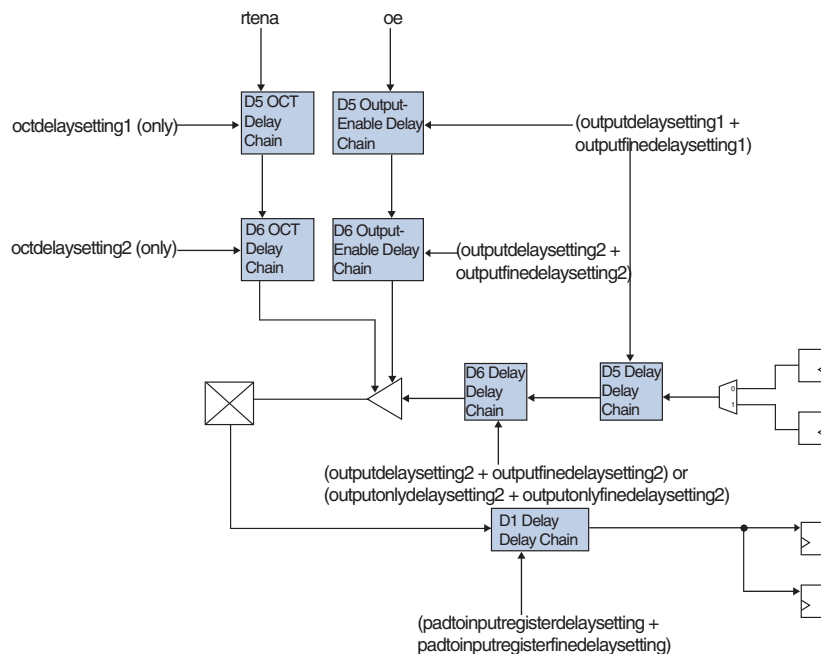 rtena
oe
D5 OCT
Delay
Chain
D5 Output-
Enable Delay
Chain
octdelaysetting1 (only)
(outputdelaysetting1 +
outputfinedelaysetting1)
D6 OCT
Delay
Chain
D6 Output-
Enable Delay
Chain
octdelaysetting2 (only)
(outputdelaysetting2 +
outputfinedelaysetting2)
D6 Delay
Delay
Chain
D5 Delay
Delay
Chain
0
1
(outputdelaysetting2 + outputfinedelaysetting2) or
(outputonlydelaysetting2 + outputonlyfinedelaysetting2)
D1 Delay
Delay Chain
(padtoinputregisterdelaysetting +
padtoinputregisterfinedelaysetting)